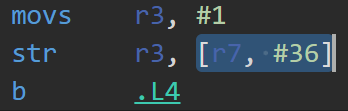 movs r3, #1
str r3, [r7, #36]
b .L4